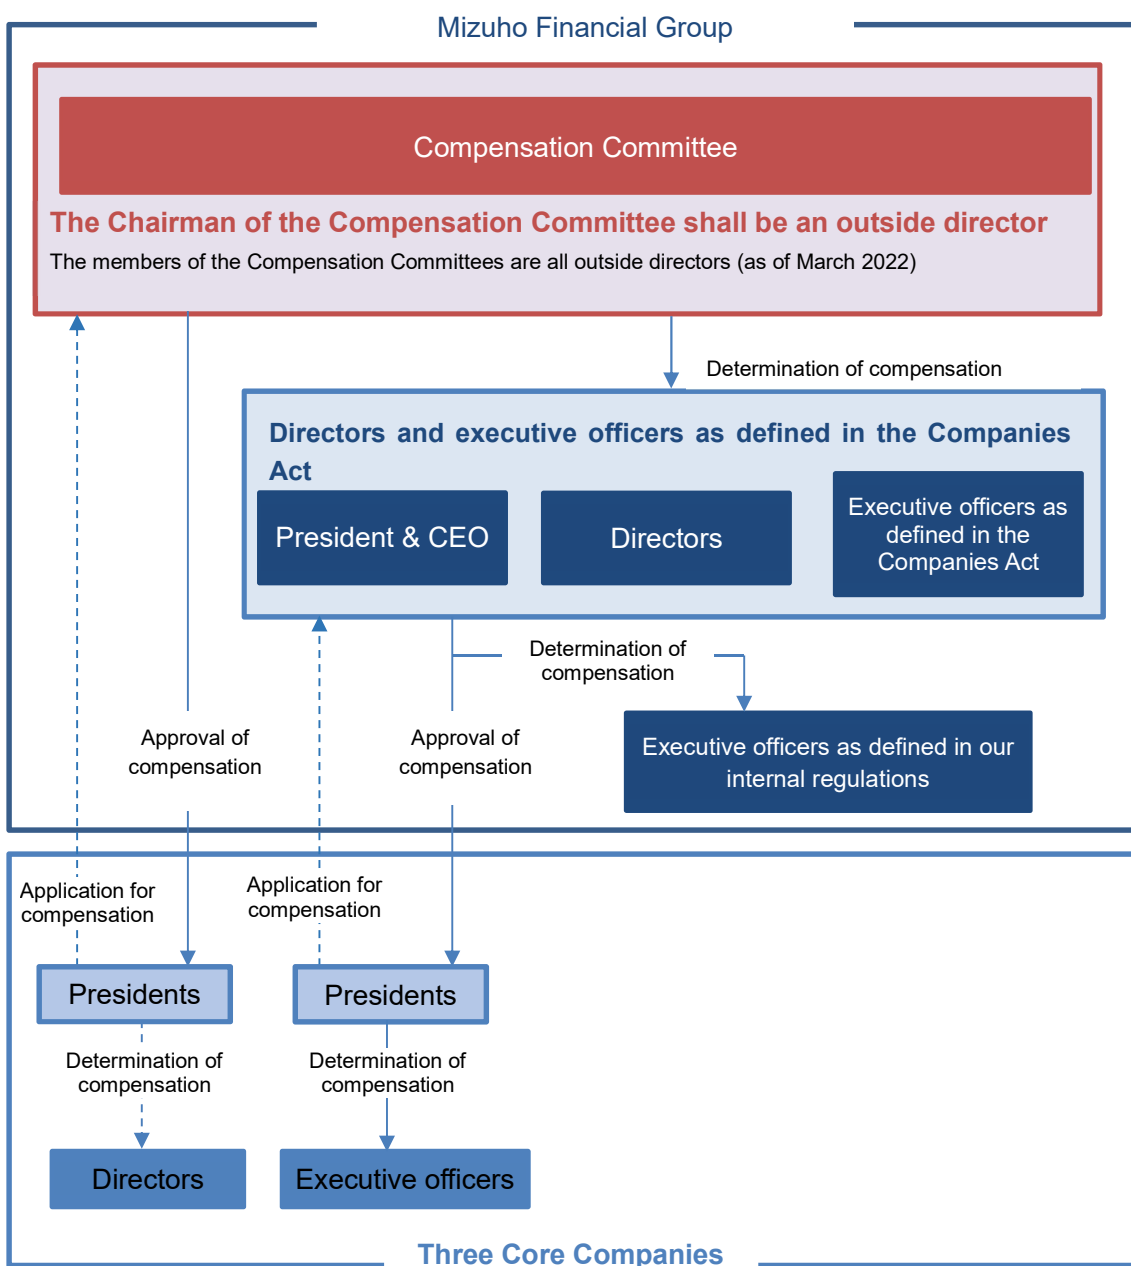 Mizuho Financial Group
Compensation Committee
The Chairman of the Compensation Committee shall be an outside director
The members of the Compensation Committees are all outside directors (as of March 2022)
Determination of compensation
Directors and executive officers as defined in the Companies
Act
President & CEO
Directors
Executive officers as
defined in the
Companies Act
Determination of
compensation
Executive officers as defined in our
internal regulations
Approval of
compensation
Approval of
compensation
Application for
compensation
Application for
compensation
Presidents
Presidents
Determination of
compensation
Determination of
compensation
Directors
Executive officers
Three Core Companies